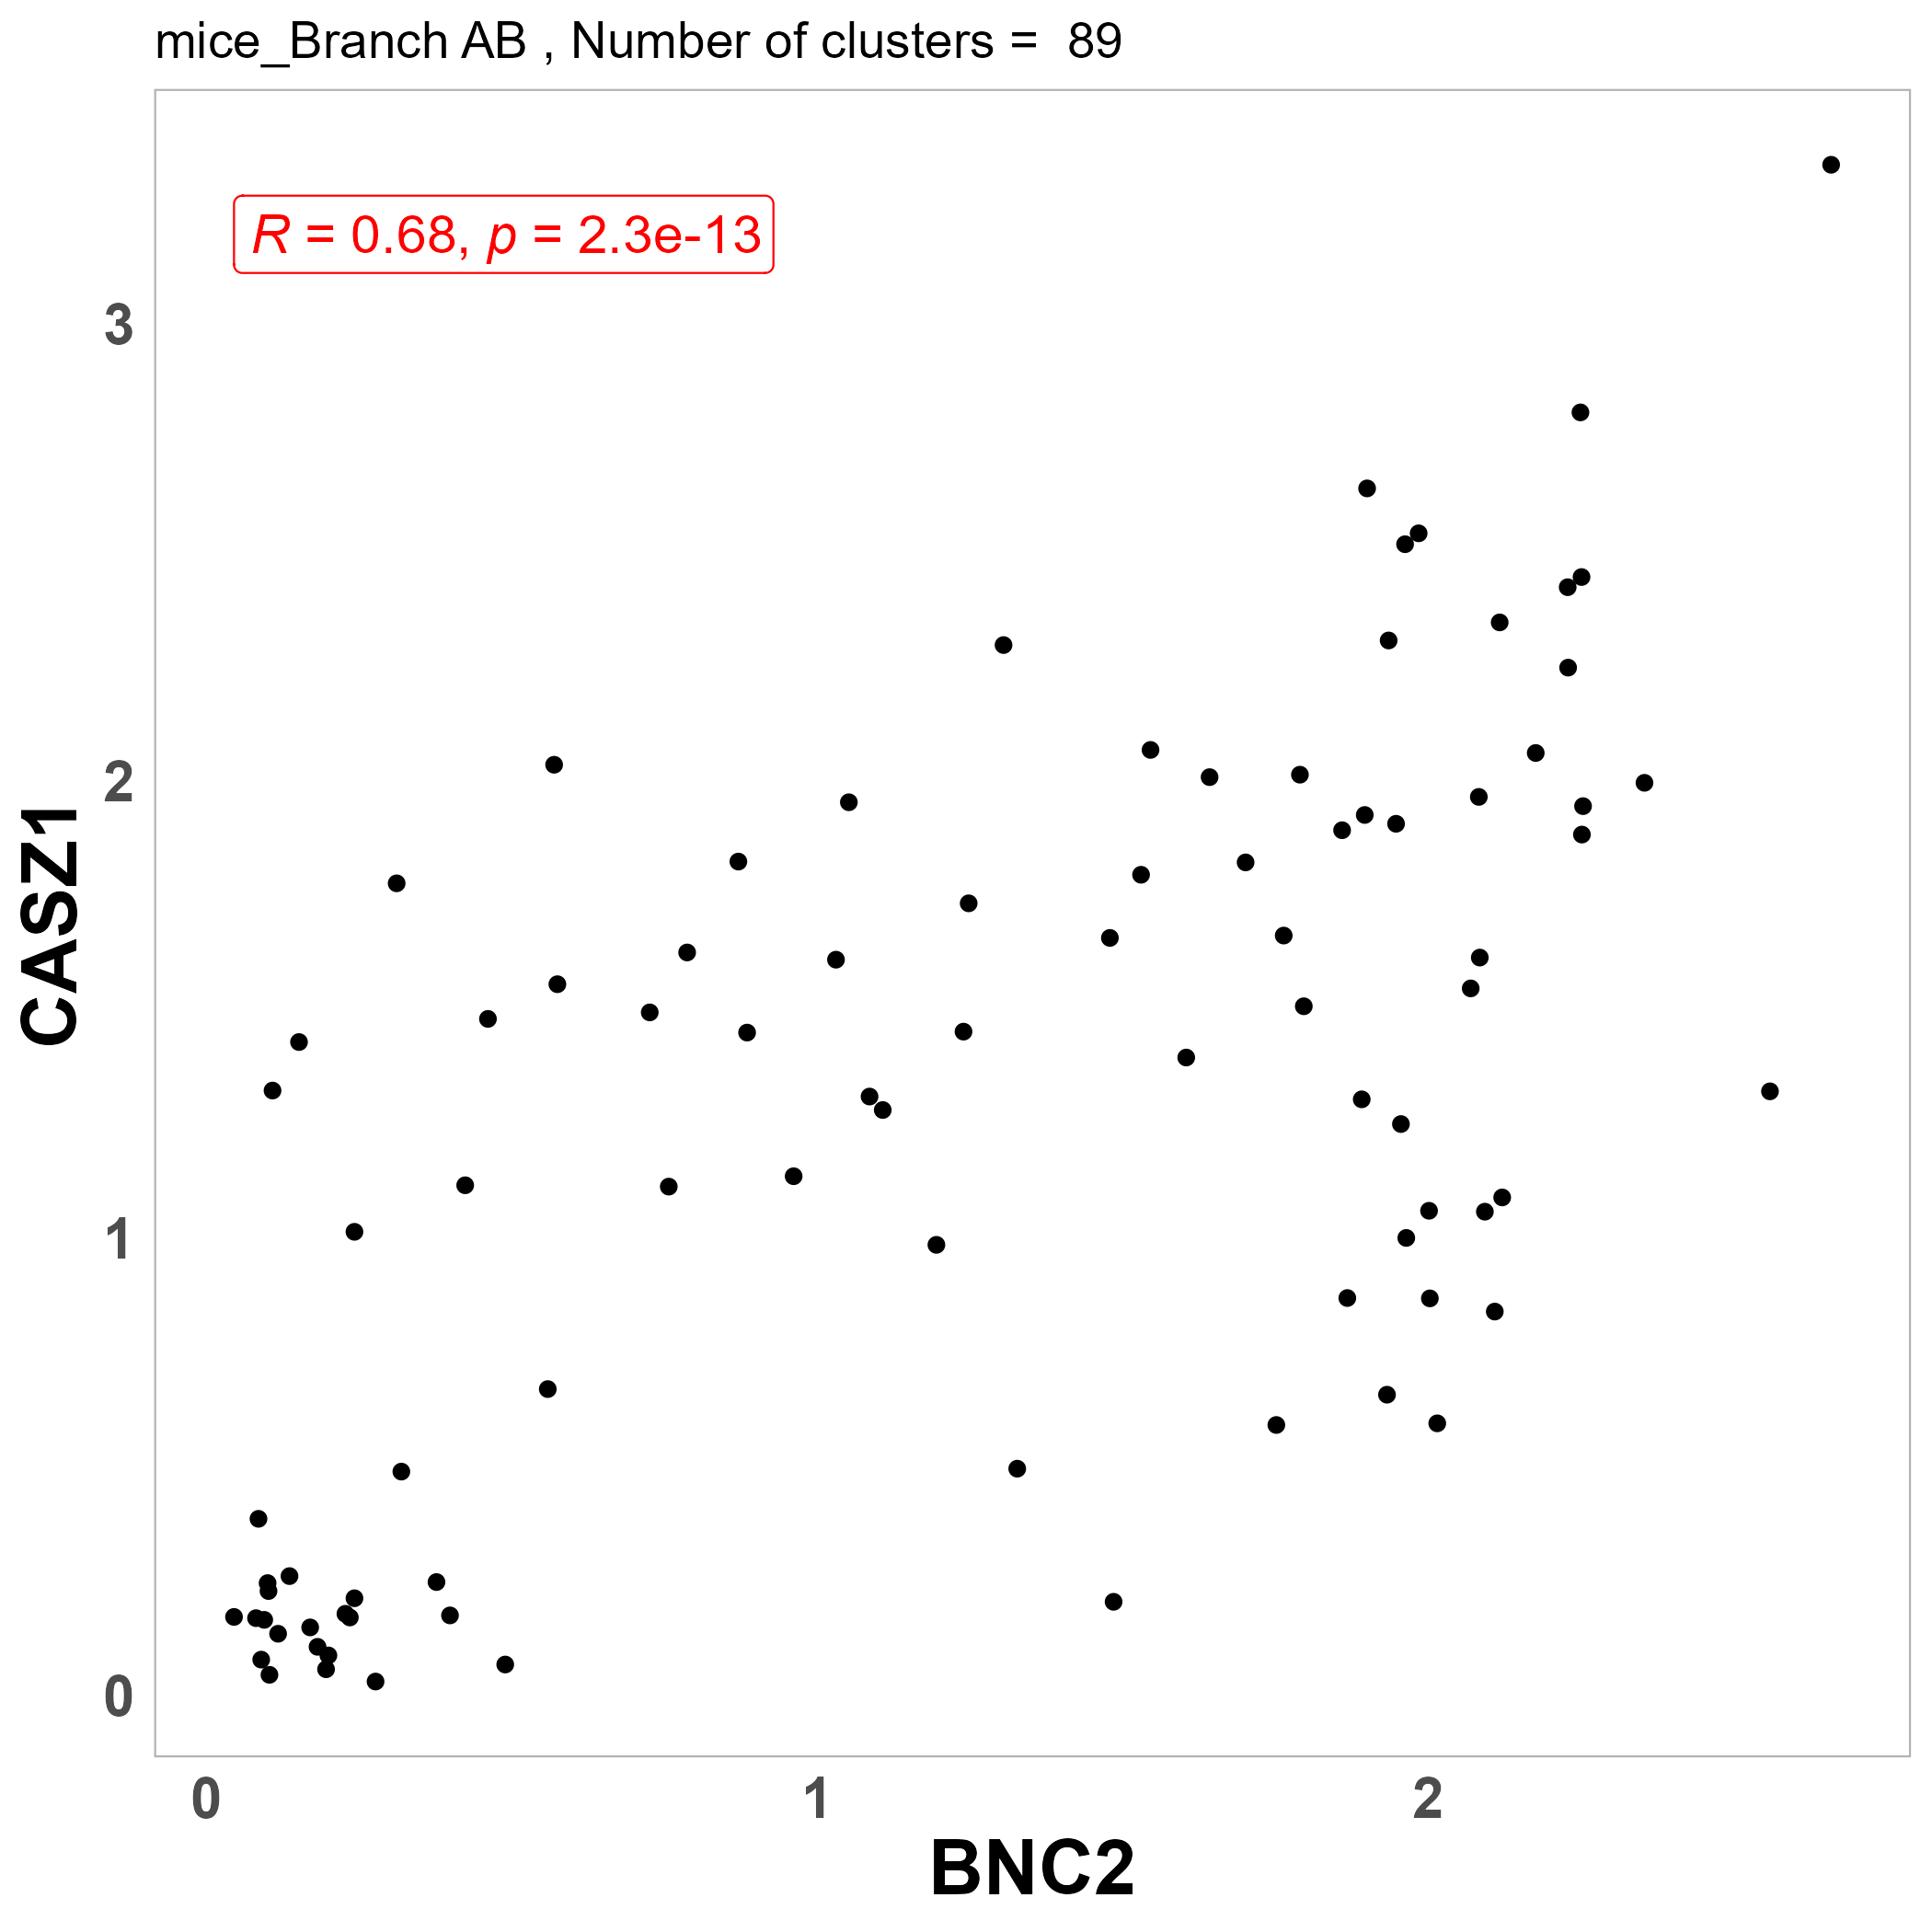 mice_Branch AB , Number of clusters =  89
R = 0.68, p = 2.3e-13
3
2
1
0
CASZ1
0 1 2
BNC2